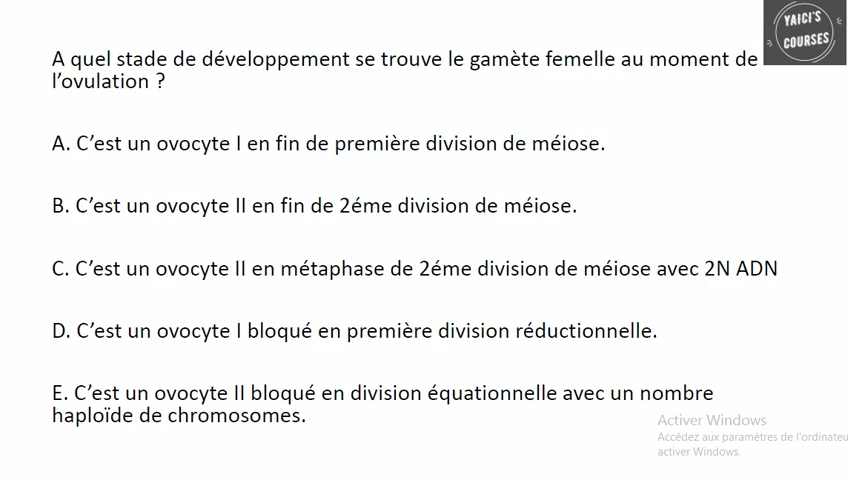 YAICI'S
COURSES
A quel stade de développement se trouve le gamète femelle au moment de
l'ovulation ?
A. C'est un ovocyte I en fin de première division de méiose.
B. C'est un ovocyte II en fin de 2éme division de méiose.
C. C'est un ovocyte II en métaphase de 2éme division de méiose avec 2N ADN
D. C'est un ovocyte I bloqué en première division réductionnelle.
E. C'est un ovocyte II bloqué en division équationnelle avec un nombre
haploïde de chromosomes.
Activer Windows
Accédez aux paramètres de l'ordinateu
activer Windows.